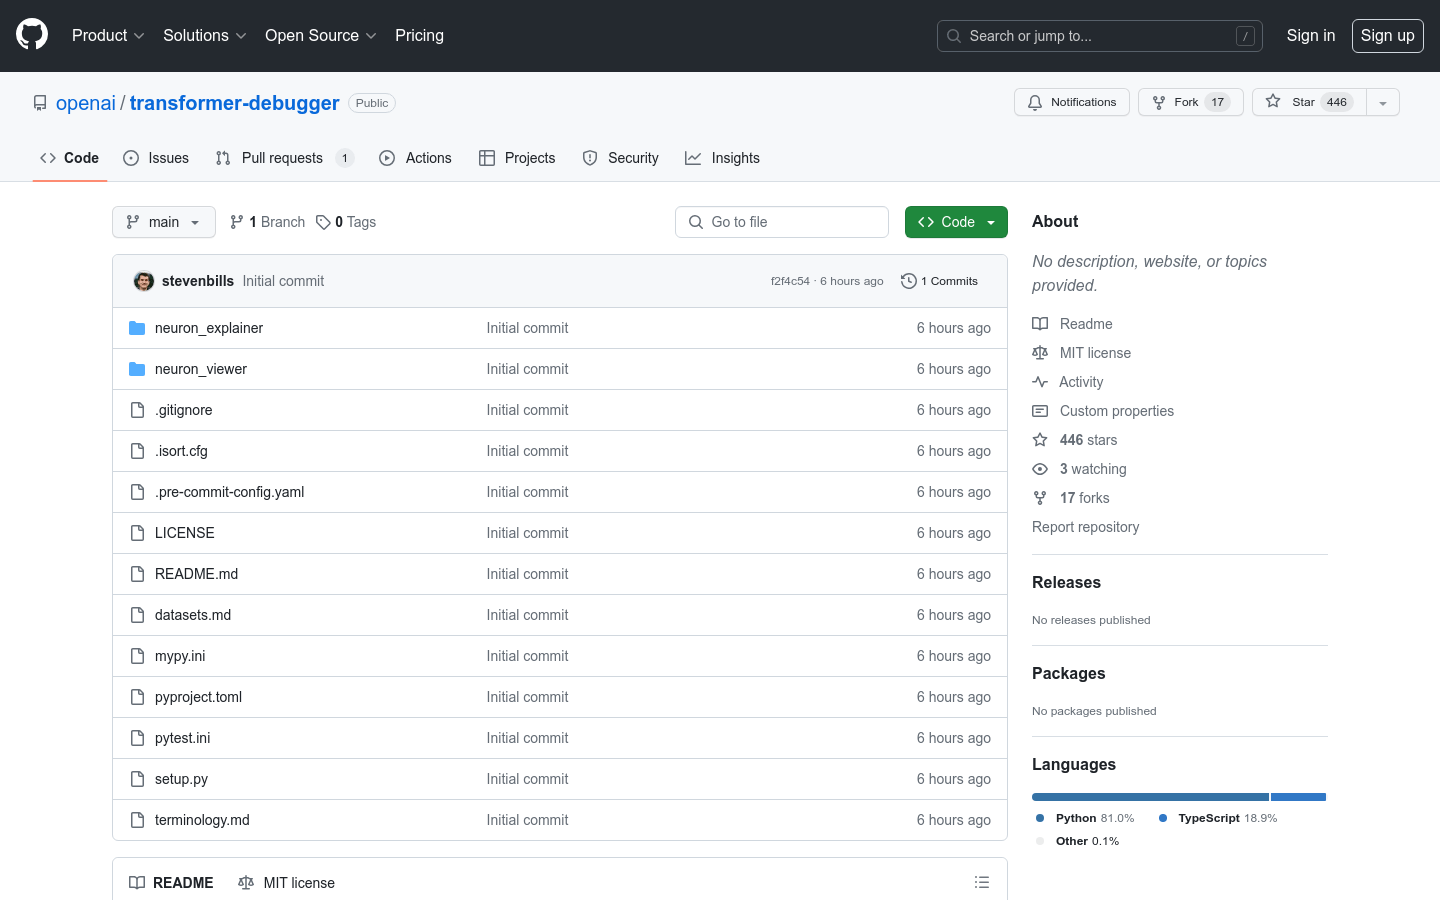 Product Solutions Open Source Pricing Search or jump to... / Sign in Sign up
openai / transformer-debugger Public Notifications Fork 17 Star 446
Code Issues Pull requests 1 Actions Projects Security Insights
main 1 Branch 0 Tags Go to file Code
stevenbills Initial commit f2f4c54 · 6 hours ago 1 Commits
neuron_explainer Initial commit 6 hours ago
neuron_viewer Initial commit 6 hours ago
.gitignore Initial commit 6 hours ago
.isort.cfg Initial commit 6 hours ago
.pre-commit-config.yaml Initial commit 6 hours ago
LICENSE Initial commit 6 hours ago
README.md Initial commit 6 hours ago
datasets.md Initial commit 6 hours ago
mypy.ini Initial commit 6 hours ago
pyproject.toml Initial commit 6 hours ago
pytest.ini Initial commit 6 hours ago
setup.py Initial commit 6 hours ago
terminology.md Initial commit 6 hours ago
README MIT license
About
No description, website, or topics
provided.
Readme
MIT license
Activity
Custom properties
446 stars
3 watching
17 forks
Report repository
Releases
No releases published
Packages
No packages published
Languages
Python 81.0% TypeScript 18.9%
Other 0.1%